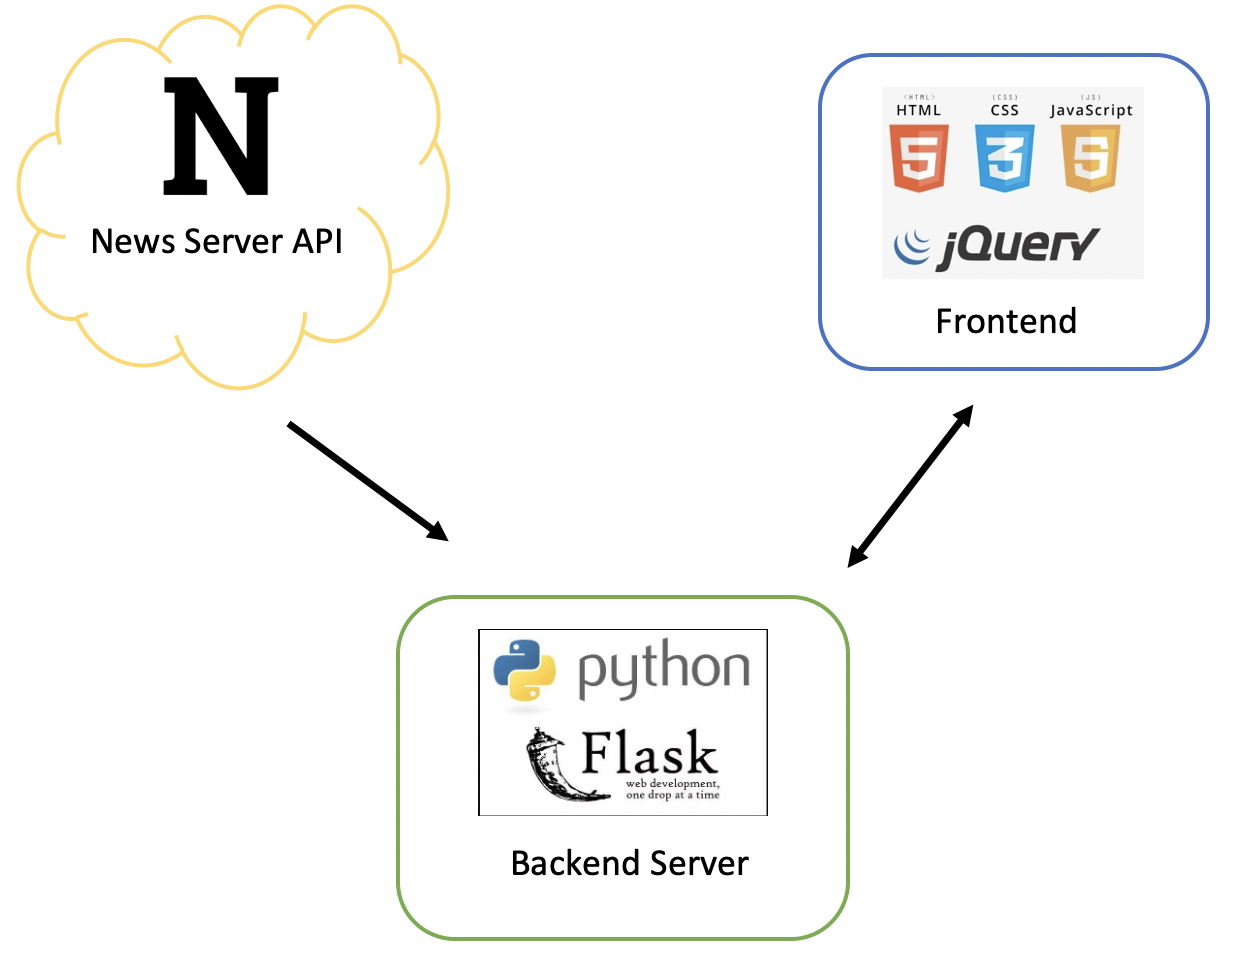 N
News Server API
<HTML> {CSS} (JS)
HTML CSS JavaScript
5 3 5
jQuery
Frontend
python
Flask
web development,
one drop at a time
Backend Server